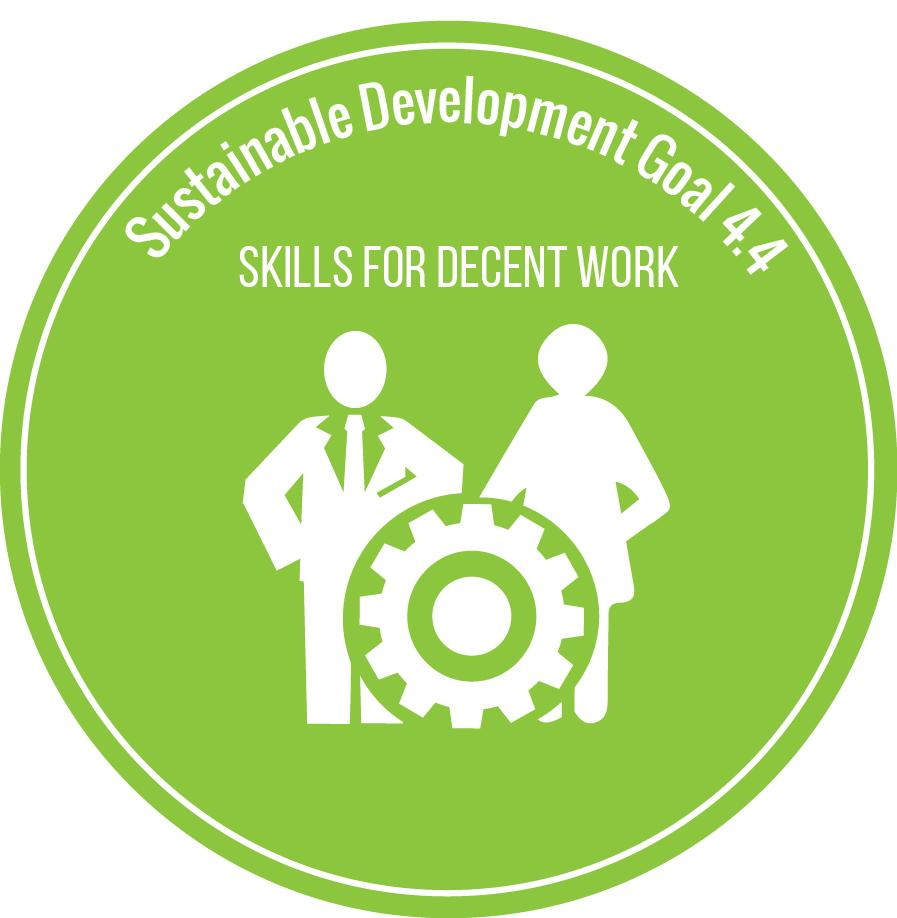 Sustainable Development Goal 4.4
SKILLS FOR DECENT WORK